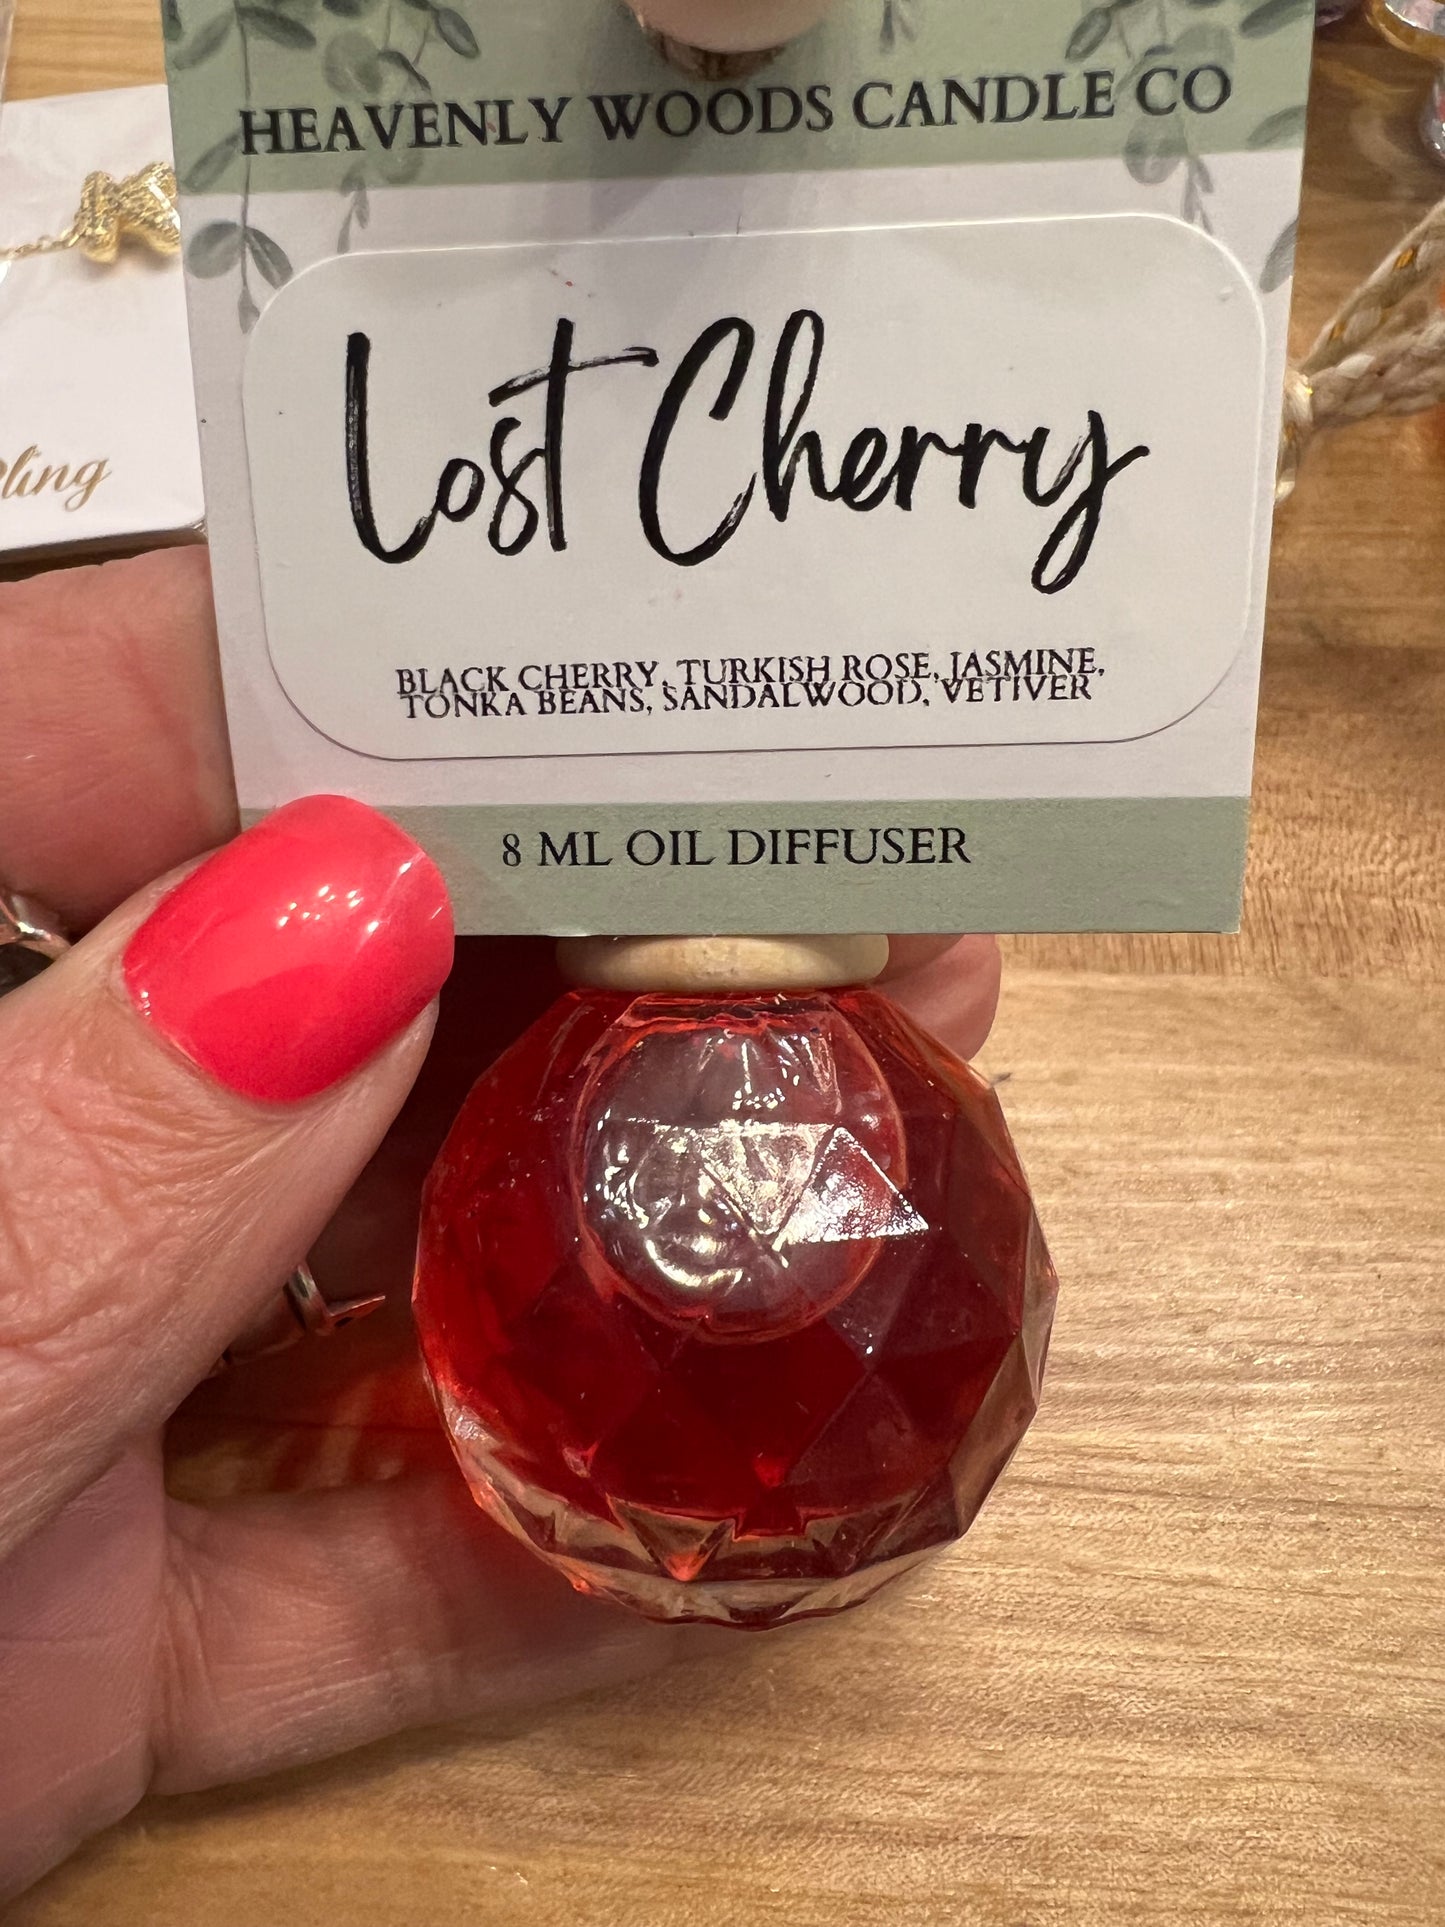 HEAVENLY WOODS CANDLE CO
Lost Cherry
BLACK CHERRY, TURKISH ROSE, JASMINE,
TONKA BEANS, SANDALWOOD, VETIVER
8 ML OIL DIFFUSER